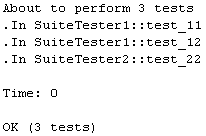 About to perform 3 tests
.In SuiteTester1::test_11
.In SuiteTester1::test_12
.In SuiteTester2::test_22
Time: 0
OK (3 tests)